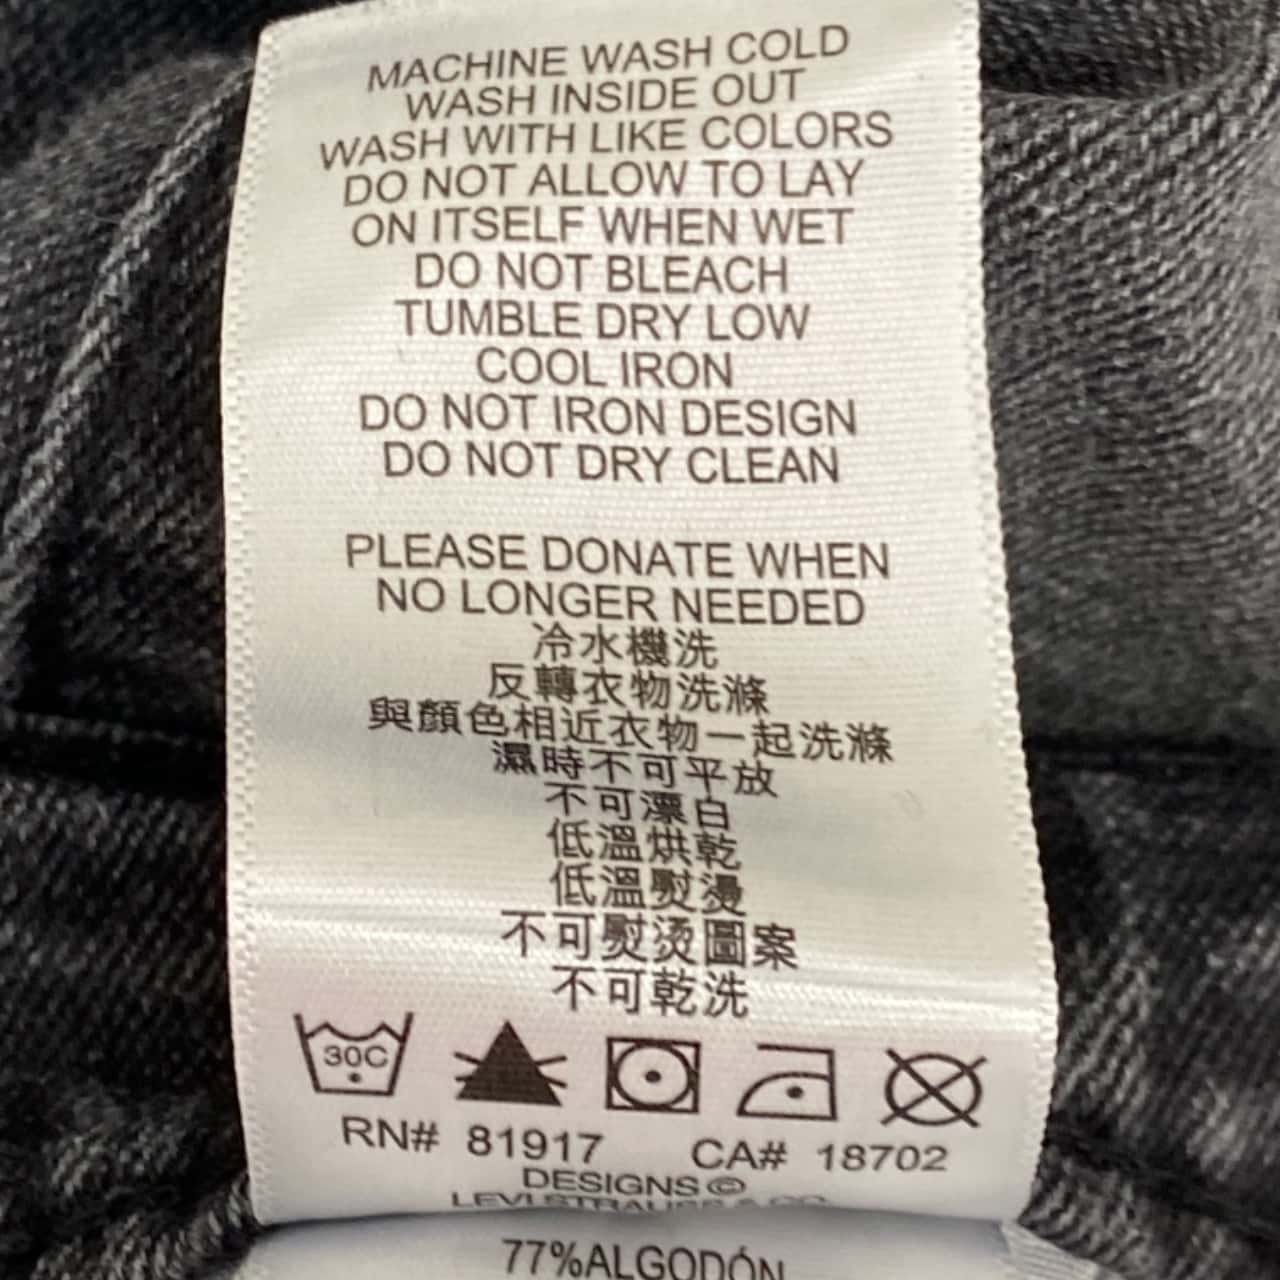 MACHINE WASH COLD
WASH INSIDE OUT
WASH WITH LIKE COLORS
DO NOT ALLOW TO LAY
ON ITSELF WHEN WET
DO NOT BLEACH
TUMBLE DRY LOW
COOL IRON
DO NOT IRON DESIGN
DO NOT DRY CLEAN
PLEASE DONATE WHEN
NO LONGER NEEDED
冷水機洗
反轉衣物洗滌
與顏色相近衣物一起洗滌
濕時不可平放
不可漂白
低溫烘乾
低溫熨燙
不可熨燙圖案
不可乾洗
30C
RN# 81917 CA# 18702
DESIGNS ©
LEVI STRAUSS & CO
77%ALGODÓN